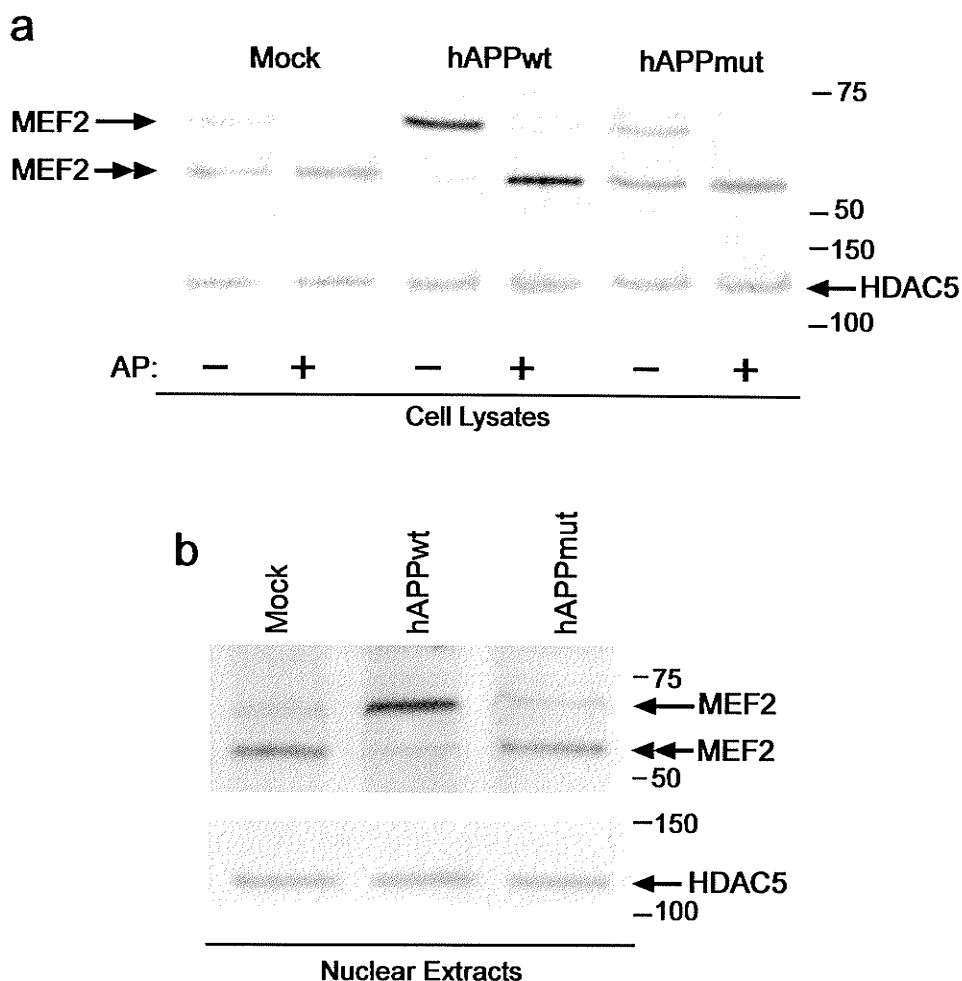 a
Mock hAPPwt hAPPmut
– 75
MEF2
MEF2
– 50
– 150
HDAC5
– 100
AP: – + – + – +
Cell Lysates
b
Mock
hAPPwt
hAPPmut
– 75
MEF2
MEF2
– 50
– 150
HDAC5
– 100
Nuclear Extracts